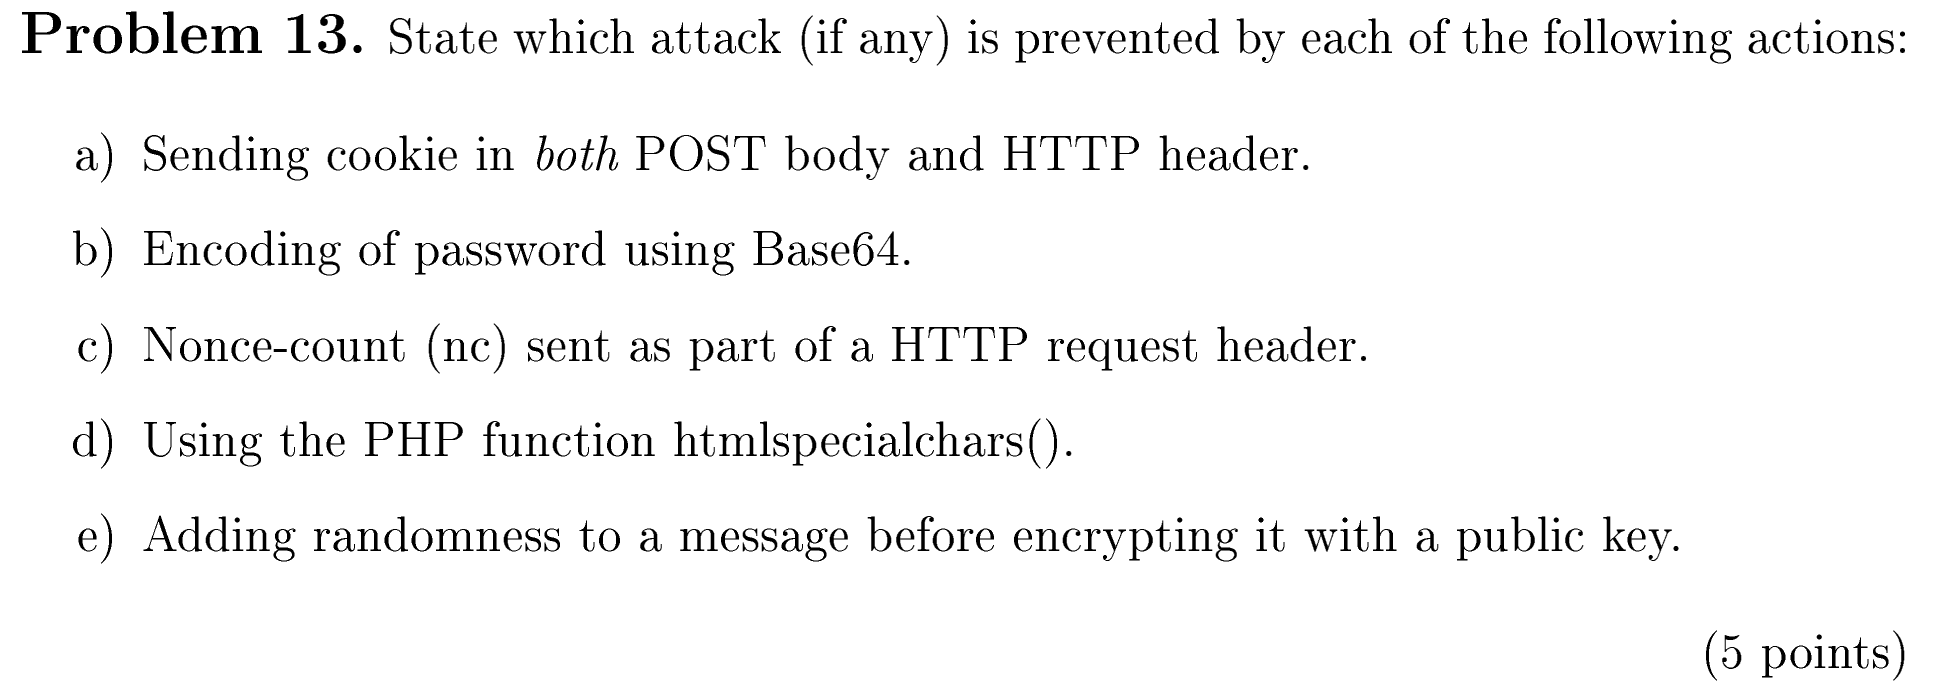 Problem 13. State which attack (if any) is prevented by each of the following actions:
a) Sending cookie in both POST body and HTTP header.
b) Encoding of password using Base64.
c) Nonce-count (nc) sent as part of a HTTP request header.
d) Using the PHP function htmlspecialchars().
e) Adding randomness to a message before encrypting it with a public key.
(5 points)